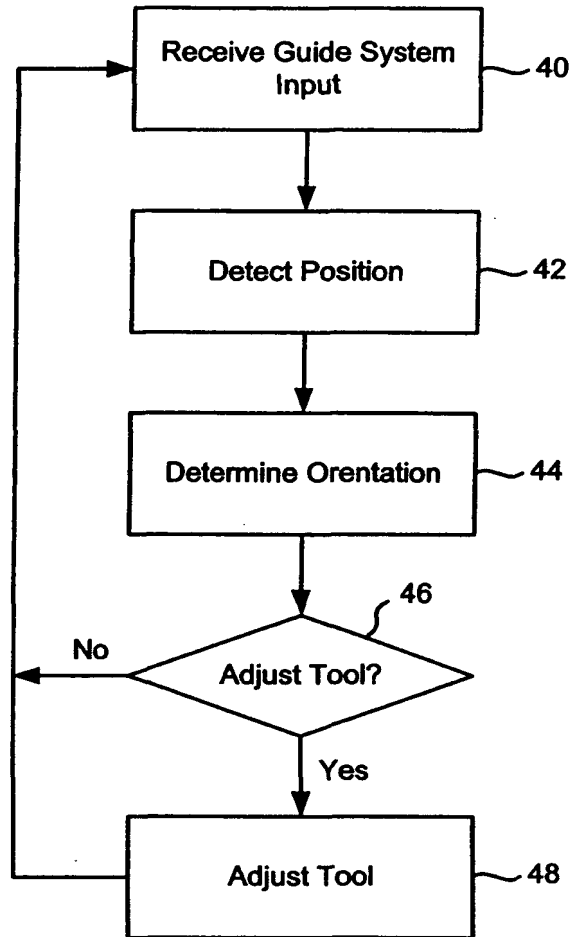 Receive Guide System
Input
40
Detect Position
42
Determine Orentation
44
46
Adjust Tool?
No
Yes
Adjust Tool
48